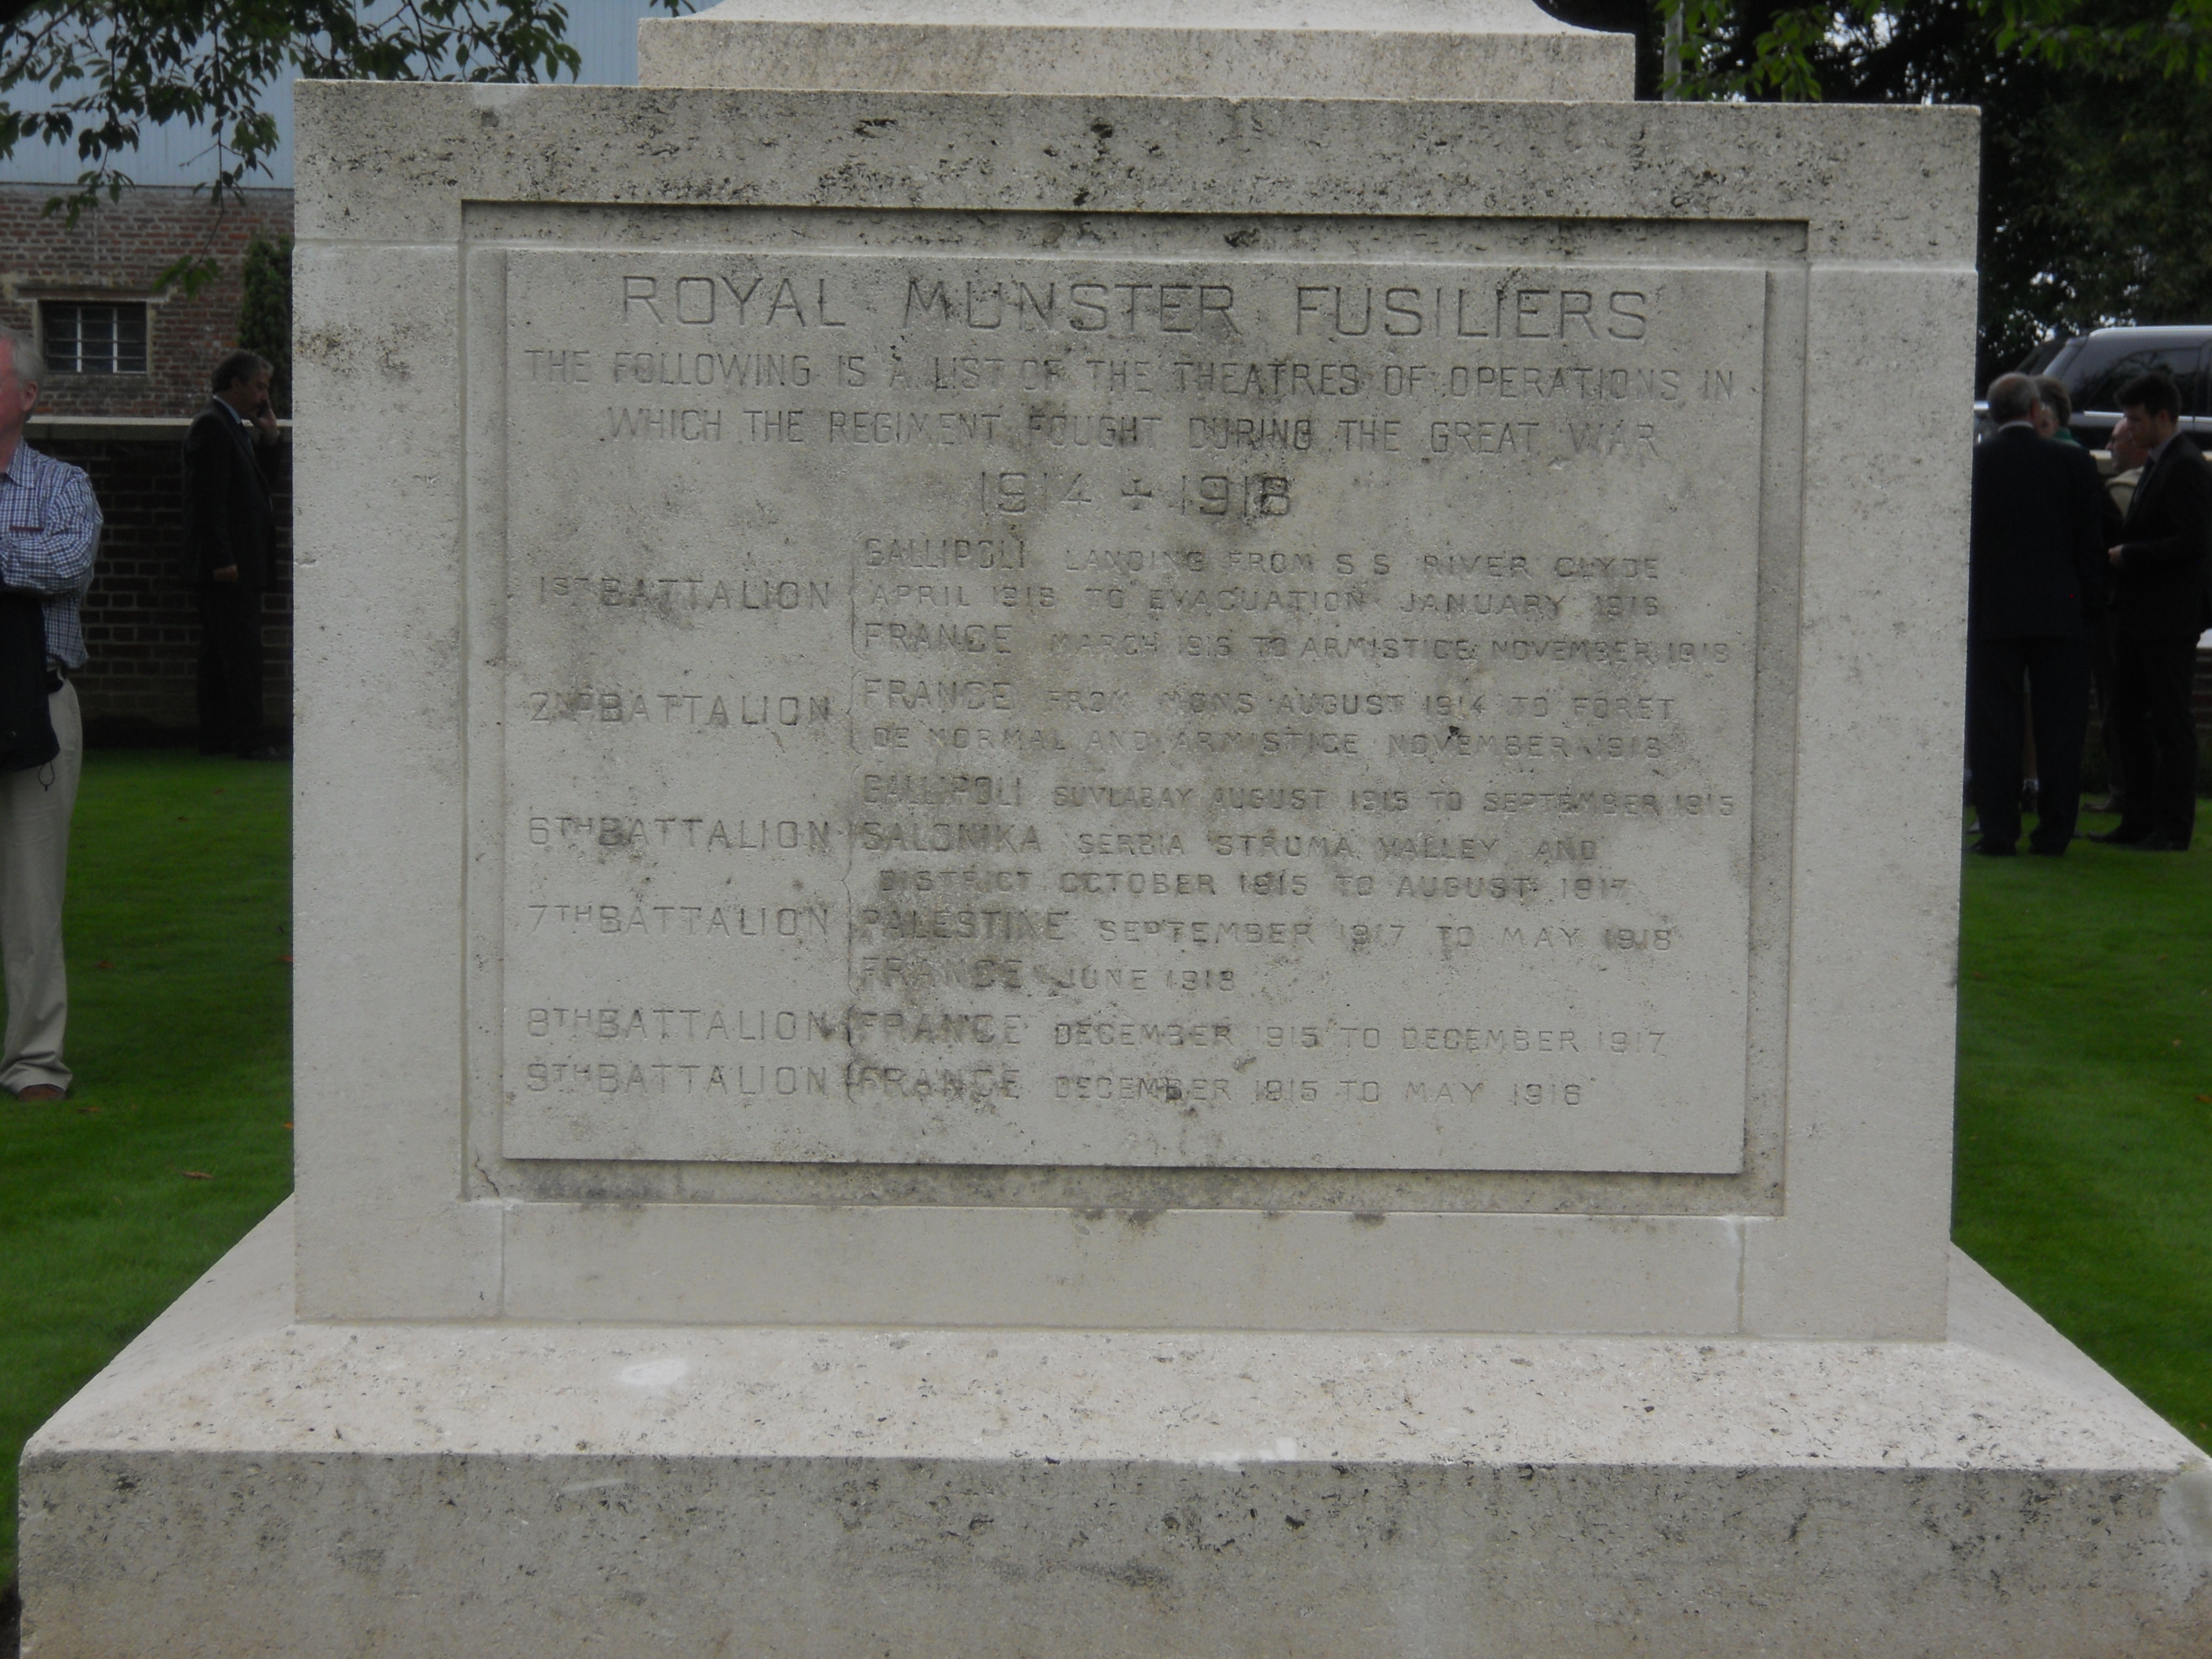 ROYAL MUNSTER FUSILIERS
THE FOLLOWING IS A LIST OF THE THEATRES OF OPERATIONS IN
WHICH THE REGIMENT FOUGHT DURING THE GREAT WAR
1914 + 1918
1ST BATTALION
GALLIPOLI LANDING FROM S S RIVER CLYDE
APRIL 1915 TO EVACUATION JANUARY 1916
FRANCE MARCH 1916 TO ARMISTICE NOVEMBER 1918
2ND BATTALION
FRANCE FROM MONS AUGUST 1914 TO FORET
DE MORMAL AND ARMISTICE NOVEMBER 1918
6TH BATTALION
7TH BATTALION
GALLIPOLI SUVLABAY AUGUST 1915 TO SEPTEMBER 1915
SALONIKA SERBIA STRUMA VALLEY AND
DISTRICT OCTOBER 1915 TO AUGUST 1917
PALESTINE SEPTEMBER 1917 TO MAY 1918
FRANCE JUNE 1918
8TH BATTALION FRANCE DECEMBER 1915 TO DECEMBER 1917
9TH BATTALION FRANCE DECEMBER 1915 TO MAY 1916